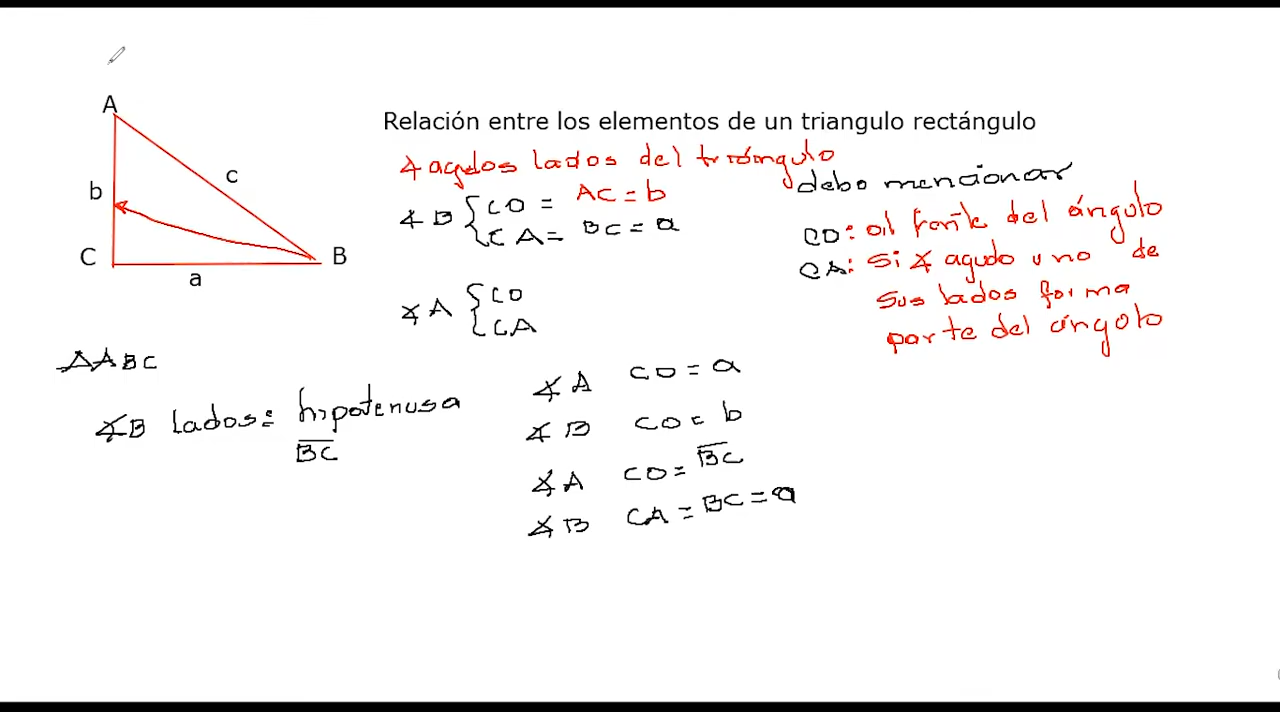 A
Relación entre los elementos de un triangulo rectángulo
∡ agudos lados del triángulo
debo mencionar
c
b
∡ B { CO = AC = b
CA = BC = a
CO: al frente del ángulo
CA: Si ∡ agudo uno de
sus lados forma
parte del ángulo
C
B
a
∡ A { CO
CA
△ABC
∡B lados = hipotenusa
BC
∡ A CO = a
∡ B CO = b
∡ A CO = BC
∡ B CA = BC = a